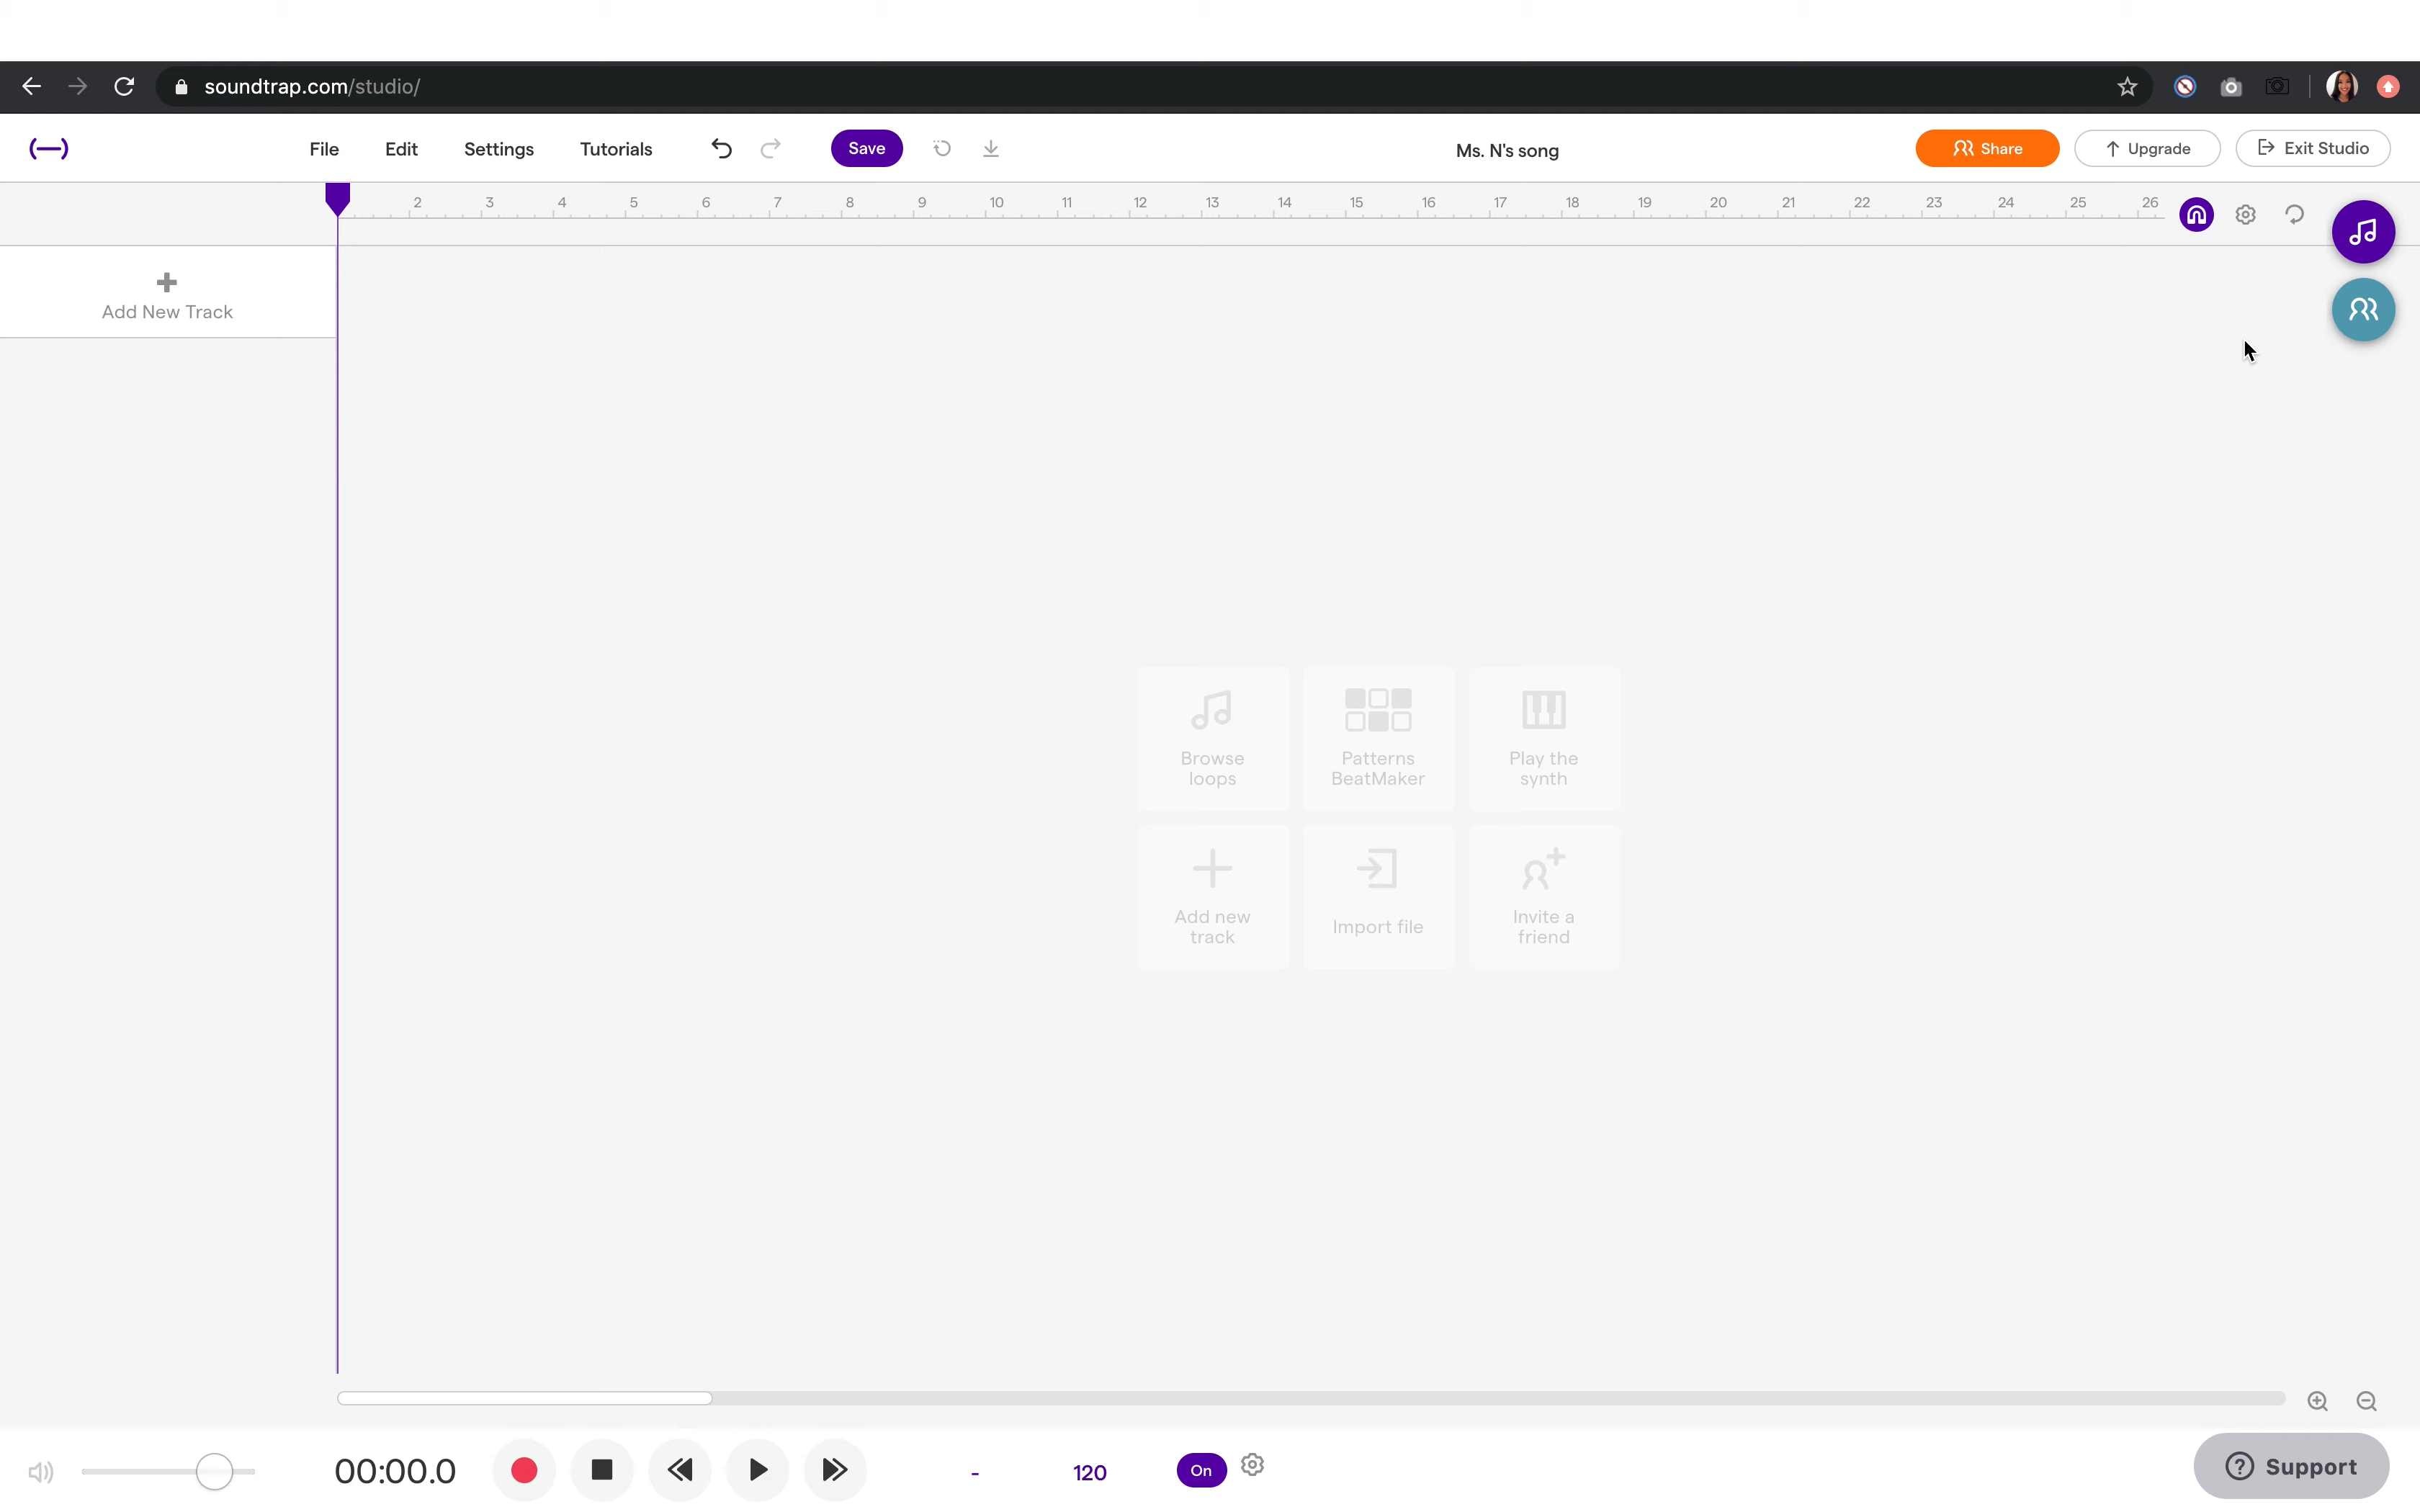 soundtrap.com/studio/
File Edit Settings Tutorials Save Ms. N's song Share Upgrade Exit Studio
2 3 4 5 6 7 8 9 10 11 12 13 14 15 16 17 18 19 20 21 22 23 24 25 26
Add New Track
Browse
loops
Patterns
BeatMaker
Play the
synth
Add new
track
Import file
Invite a
friend
00:00.0 - 120 On Support